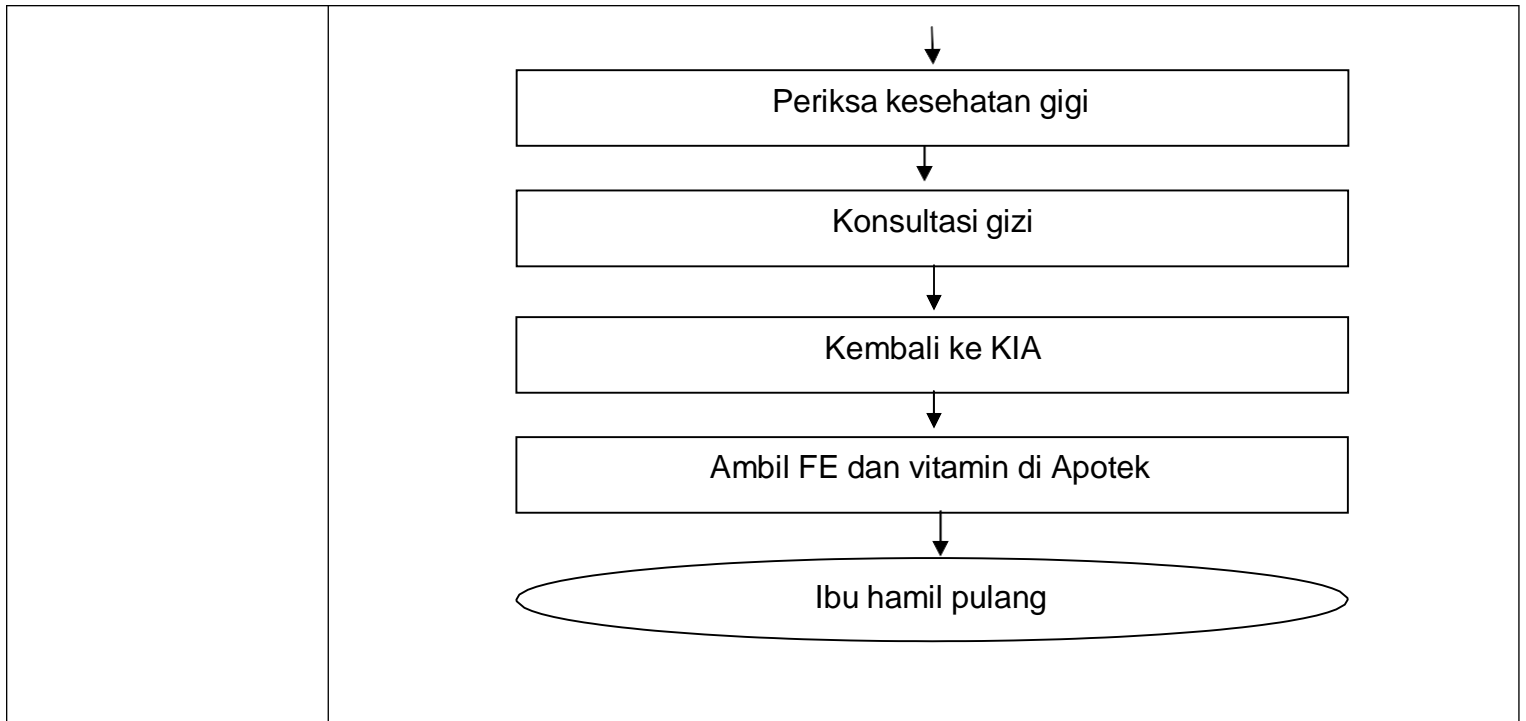 Periksa kesehatan gigi
Konsultasi gizi
Kembali ke KIA
Ambil FE dan vitamin di Apotek
Ibu hamil pulang